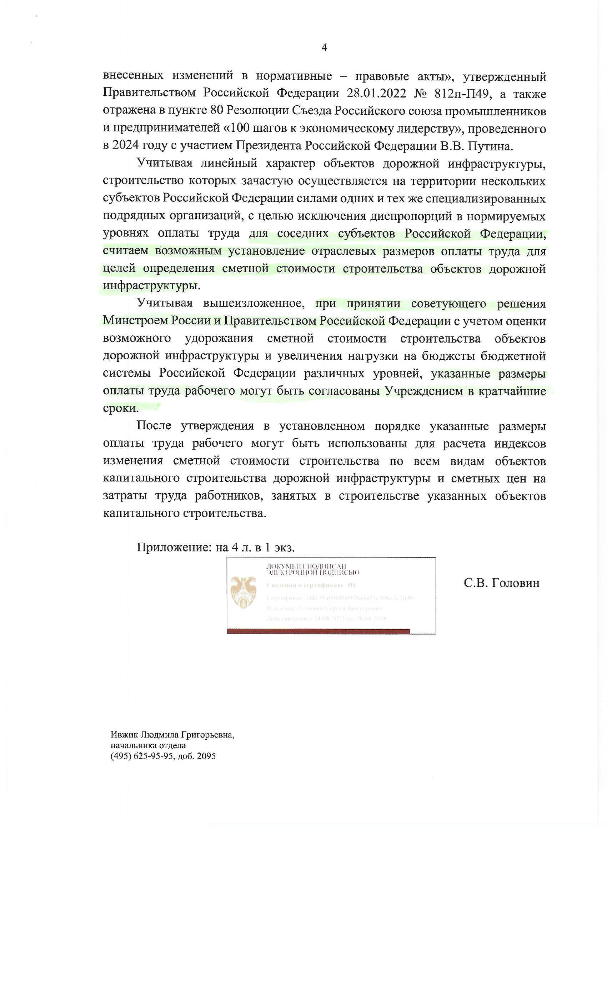 4
внесенных изменений в нормативные – правовые акты», утвержденный
Правительством Российской Федерации 28.01.2022 № 812п-П49, а также
отражена в пункте 80 Резолюции Съезда Российского союза промышленников
и предпринимателей «100 шагов к экономическому лидерству», проведенного
в 2024 году с участием Президента Российской Федерации В.В. Путина.
Учитывая линейный характер объектов дорожной инфраструктуры,
строительство которых зачастую осуществляется на территории нескольких
субъектов Российской Федерации силами одних и тех же специализированных
подрядных организаций, с целью исключения диспропорций в нормируемых
уровнях оплаты труда для соседних субъектов Российской Федерации,
считаем возможным установление отраслевых размеров оплаты труда для
целей определения сметной стоимости строительства объектов дорожной
инфраструктуры.
Учитывая вышеизложенное, при принятии советующего решения
Минстроем России и Правительством Российской Федерации с учетом оценки
возможного удорожания сметной стоимости строительства объектов
дорожной инфраструктуры и увеличения нагрузки на бюджеты бюджетной
системы Российской Федерации различных уровней, указанные размеры
оплаты труда рабочего могут быть согласованы Учреждением в кратчайшие
сроки.
После утверждения в установленном порядке указанные размеры
оплаты труда рабочего могут быть использованы для расчета индексов
изменения сметной стоимости строительства по всем видам объектов
капитального строительства дорожной инфраструктуры и сметных цен на
затраты труда работников, занятых в строительстве указанных объектов
капитального строительства.
Приложение: на 4 л. в 1 экз.
ДОКУМЕНТ ПОДПИСАН
ЭЛЕКТРОННОЙ ПОДПИСЬЮ
Сведения о сертификате ЭП
Сертификат:
Владелец: Головин Сергей Викторович
Действителен с 24.08.2023 по
С.В. Головин
Ивжик Людмила Григорьевна,
начальника отдела
(495) 625-95-95, доб. 2095